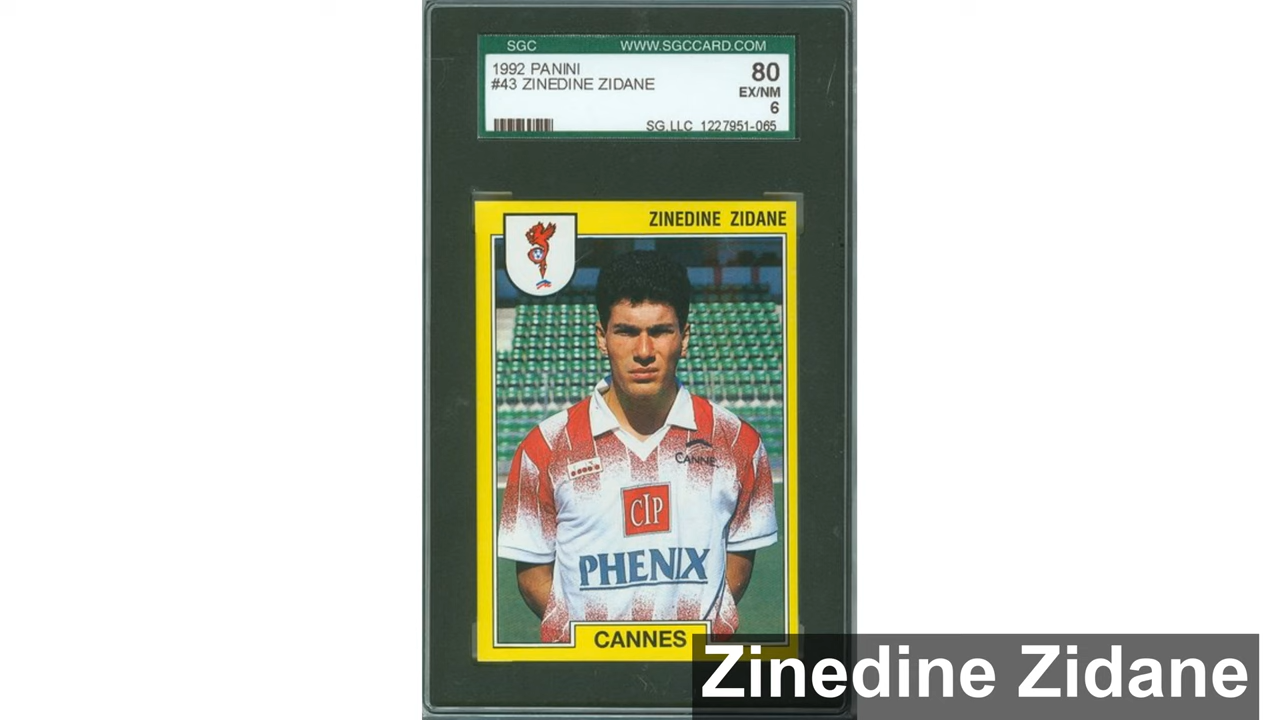 SGC WWW.SGCCARD.COM
1992 PANINI 80
#43 ZINEDINE ZIDANE EX/NM
6
SG, LLC 1227951-065
ZINEDINE ZIDANE
CANNE
CIP
PHENIX
CANNES
Zinedine Zidane